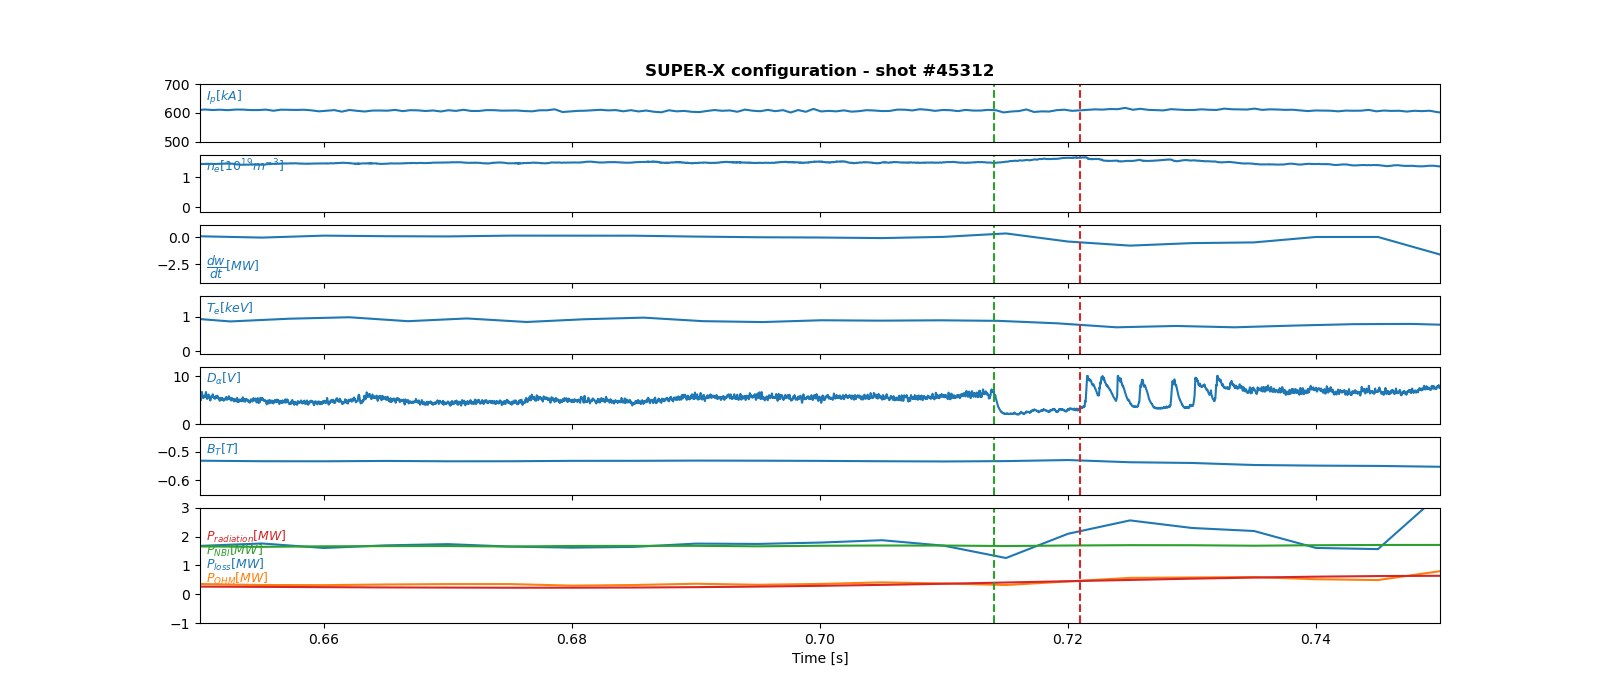 SUPER-X configuration - shot #45312
700
600
500
I_p[kA]
1
0
n_e[10^19m^−3]
0.0
−2.5
dw/dt[MW]
1
0
T_e[keV]
10
0
D_α[V]
−0.5
−0.6
B_T[T]
3
2
1
0
−1
P_radiation[MW]
P_NBI[MW]
P_loss[MW]
P_OHM[MW]
0.66 0.68 0.70 0.72 0.74
Time [s]